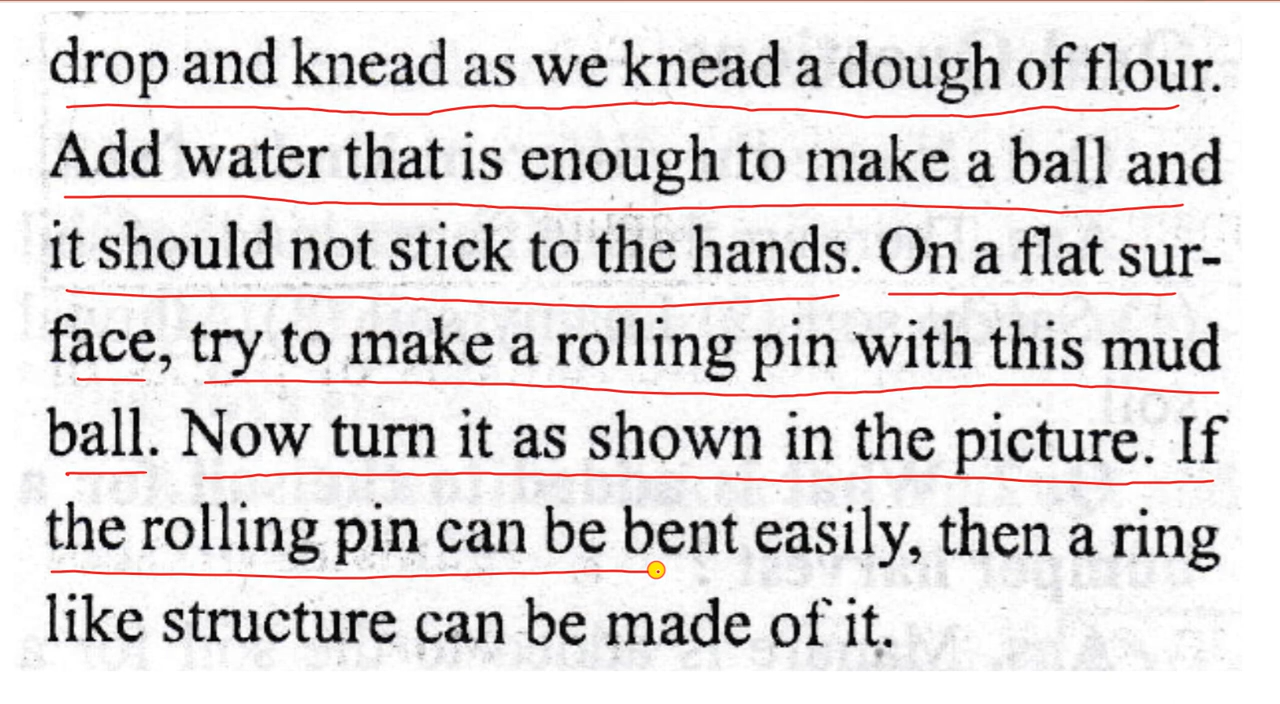 drop and knead as we knead a dough of flour.
Add water that is enough to make a ball and
it should not stick to the hands. On a flat sur-
face, try to make a rolling pin with this mud
ball. Now turn it as shown in the picture. If
the rolling pin can be bent easily, then a ring
like structure can be made of it.